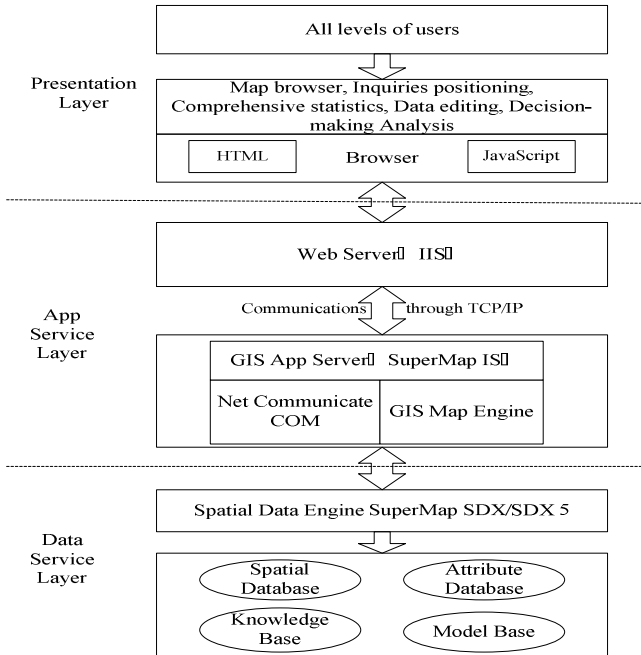 All levels of users
Presentation
Layer
Map browser, Inquiries positioning,
Comprehensive statistics, Data editing, Decision-
making Analysis
HTML
Browser
JavaScript
Web Server▯ IIS▯
Communications through TCP/IP
App
Service
Layer
GIS App Server▯ SuperMap IS▯
Net Communicate
COM
GIS Map Engine
Spatial Data Engine SuperMap SDX/SDX 5
Data
Service
Layer
Spatial
Database
Attribute
Database
Knowledge
Base
Model Base